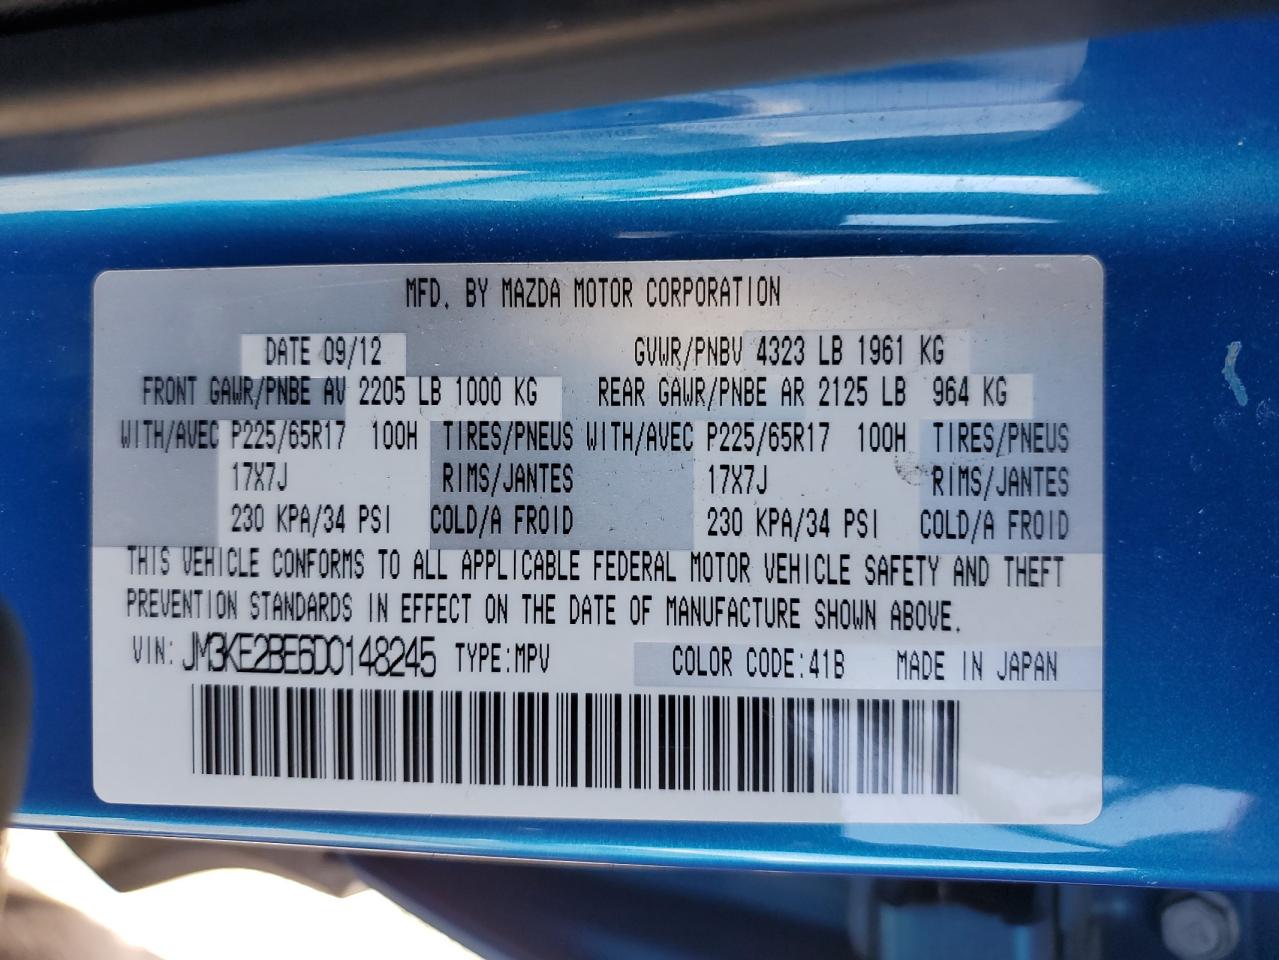 MFD. BY MAZDA MOTOR CORPORATION
DATE 09/12 GVWR/PNBV 4323 LB 1961 KG
FRONT GAWR/PNBE AV 2205 LB 1000 KG REAR GAWR/PNBE AR 2125 LB 964 KG
WITH/AVEC P225/65R17 100H TIRES/PNEUS WITH/AVEC P225/65R17 100H TIRES/PNEUS
17X7J RIMS/JANTES 17X7J RIMS/JANTES
230 KPA/34 PSI COLD/A FROID 230 KPA/34 PSI COLD/A FROID
THIS VEHICLE CONFORMS TO ALL APPLICABLE FEDERAL MOTOR VEHICLE SAFETY AND THEFT
PREVENTION STANDARDS IN EFFECT ON THE DATE OF MANUFACTURE SHOWN ABOVE.
VIN: JM3KE2BE6D0148245 TYPE:MPV COLOR CODE:41B MADE IN JAPAN